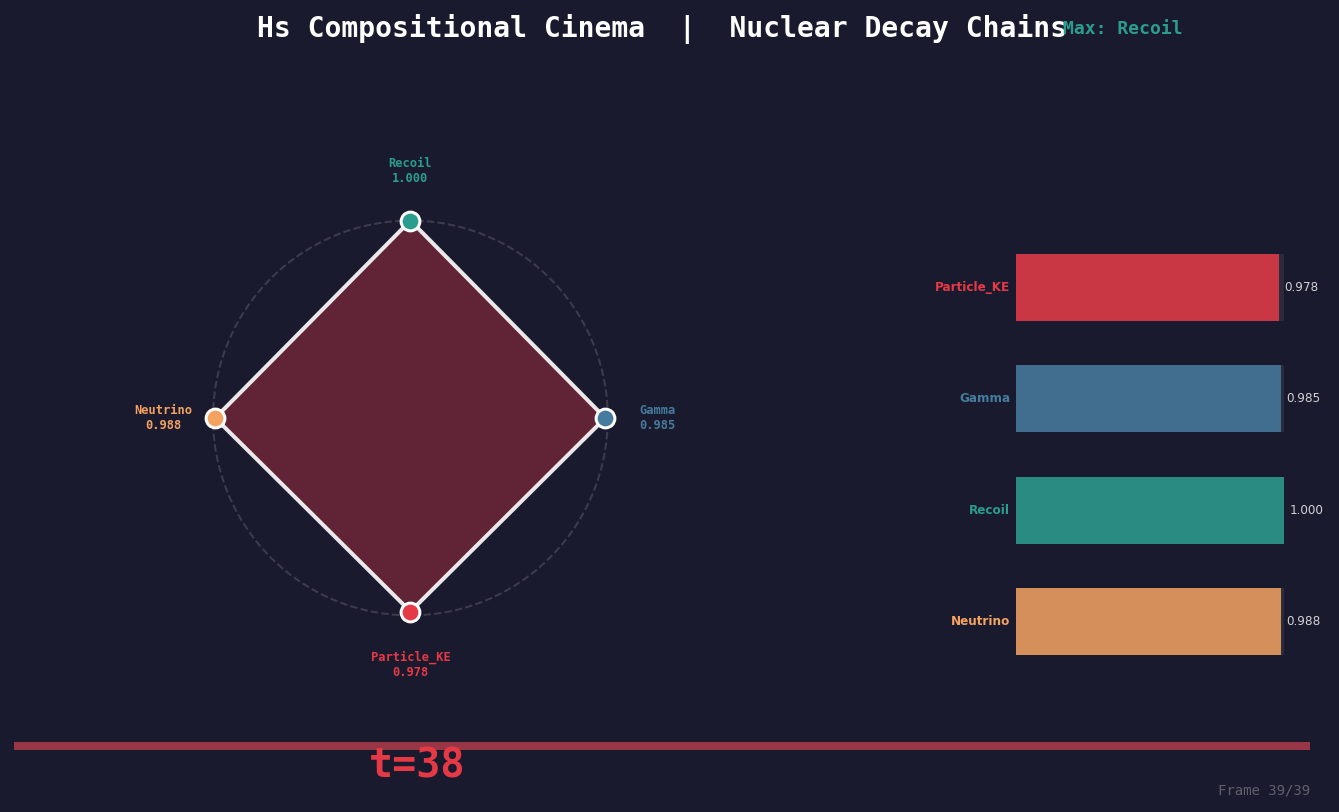 Hs Compositional Cinema | Nuclear Decay Chains
Max: Recoil
Recoil
1.000
Neutrino
0.988
Gamma
0.985
Particle_KE
0.978
Particle_KE 0.978
Gamma 0.985
Recoil 1.000
Neutrino 0.988
t=38
Frame 39/39